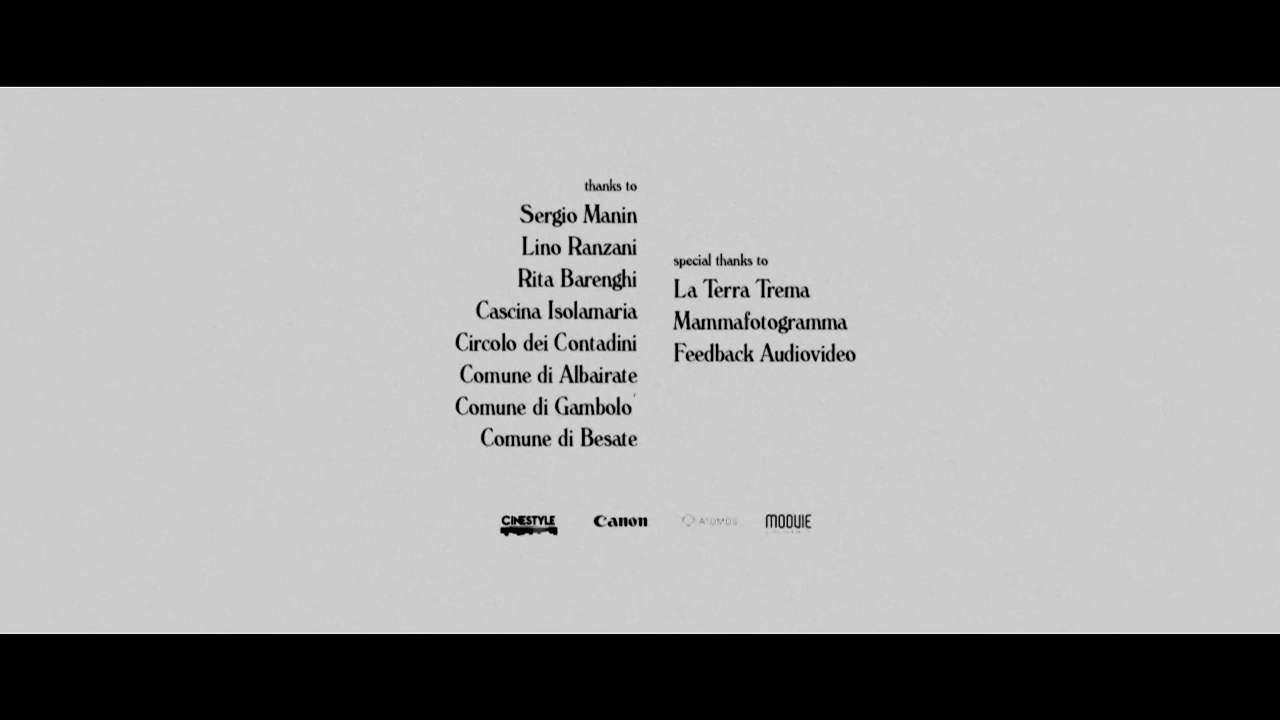 thanks to
Sergio Manin
Lino Ranzani
Rita Barenghi
Cascina Isolamaria
Circolo dei Contadini
Comune di Albairate
Comune di Gambolo'
Comune di Besate
special thanks to
La Terra Trema
Mammafotogramma
Feedback Audiovideo
CINESTYLE
Canon
ATOMOS
MOOVIE